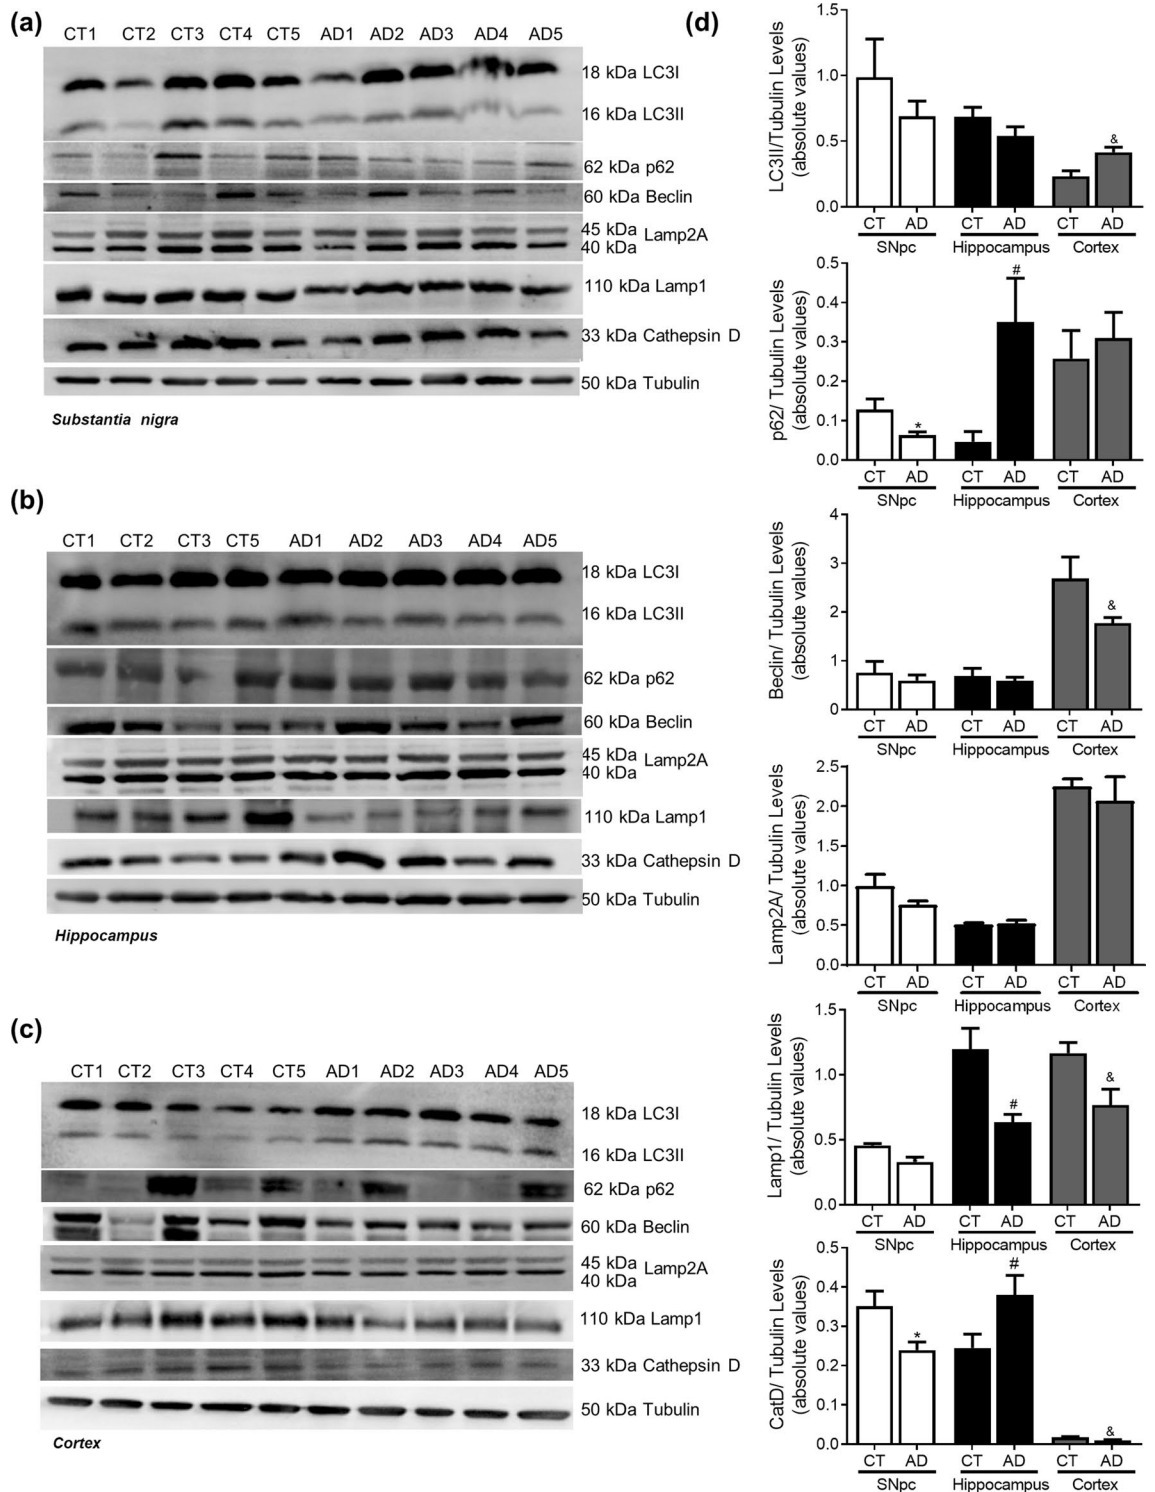 (a)
CT1 CT2 CT3 CT4 CT5 AD1 AD2 AD3 AD4 AD5
18 kDa LC3I
16 kDa LC3II
62 kDa p62
60 kDa Beclin
45 kDa
40 kDa
Lamp2A
110 kDa Lamp1
33 kDa Cathepsin D
50 kDa Tubulin
Substantia nigra
(b)
CT1 CT2 CT3 CT5 AD1 AD2 AD3 AD4 AD5
18 kDa LC3I
16 kDa LC3II
62 kDa p62
60 kDa Beclin
45 kDa
40 kDa
Lamp2A
110 kDa Lamp1
33 kDa Cathepsin D
50 kDa Tubulin
Hippocampus
(c)
CT1 CT2 CT3 CT4 CT5 AD1 AD2 AD3 AD4 AD5
18 kDa LC3I
16 kDa LC3II
62 kDa p62
60 kDa Beclin
45 kDa
40 kDa
Lamp2A
110 kDa Lamp1
33 kDa Cathepsin D
50 kDa Tubulin
Cortex
(d)
LC3II/Tubulin Levels
(absolute values)
1.5
1.0
0.5
0.0
&
CT AD CT AD CT AD
SNpc Hippocampus Cortex
p62/ Tubulin Levels
(absolute values)
0.5
0.4
0.3
0.2
0.1
0.0
* #
CT AD CT AD CT AD
SNpc Hippocampus Cortex
Beclin/ Tubulin Levels
(absolute values)
4
3
2
1
0
&
CT AD CT AD CT AD
SNpc Hippocampus Cortex
Lamp2A/ Tubulin Levels
(absolute values)
2.5
2.0
1.5
1.0
0.5
0.0
CT AD CT AD CT AD
SNpc Hippocampus Cortex
Lamp1/ Tubulin Levels
(absolute values)
1.5
1.0
0.5
0.0
# &
CT AD CT AD CT AD
SNpc Hippocampus Cortex
CatD/ Tubulin Levels
(absolute values)
0.5
0.4
0.3
0.2
0.1
0.0
* # &
CT AD CT AD CT AD
SNpc Hippocampus Cortex